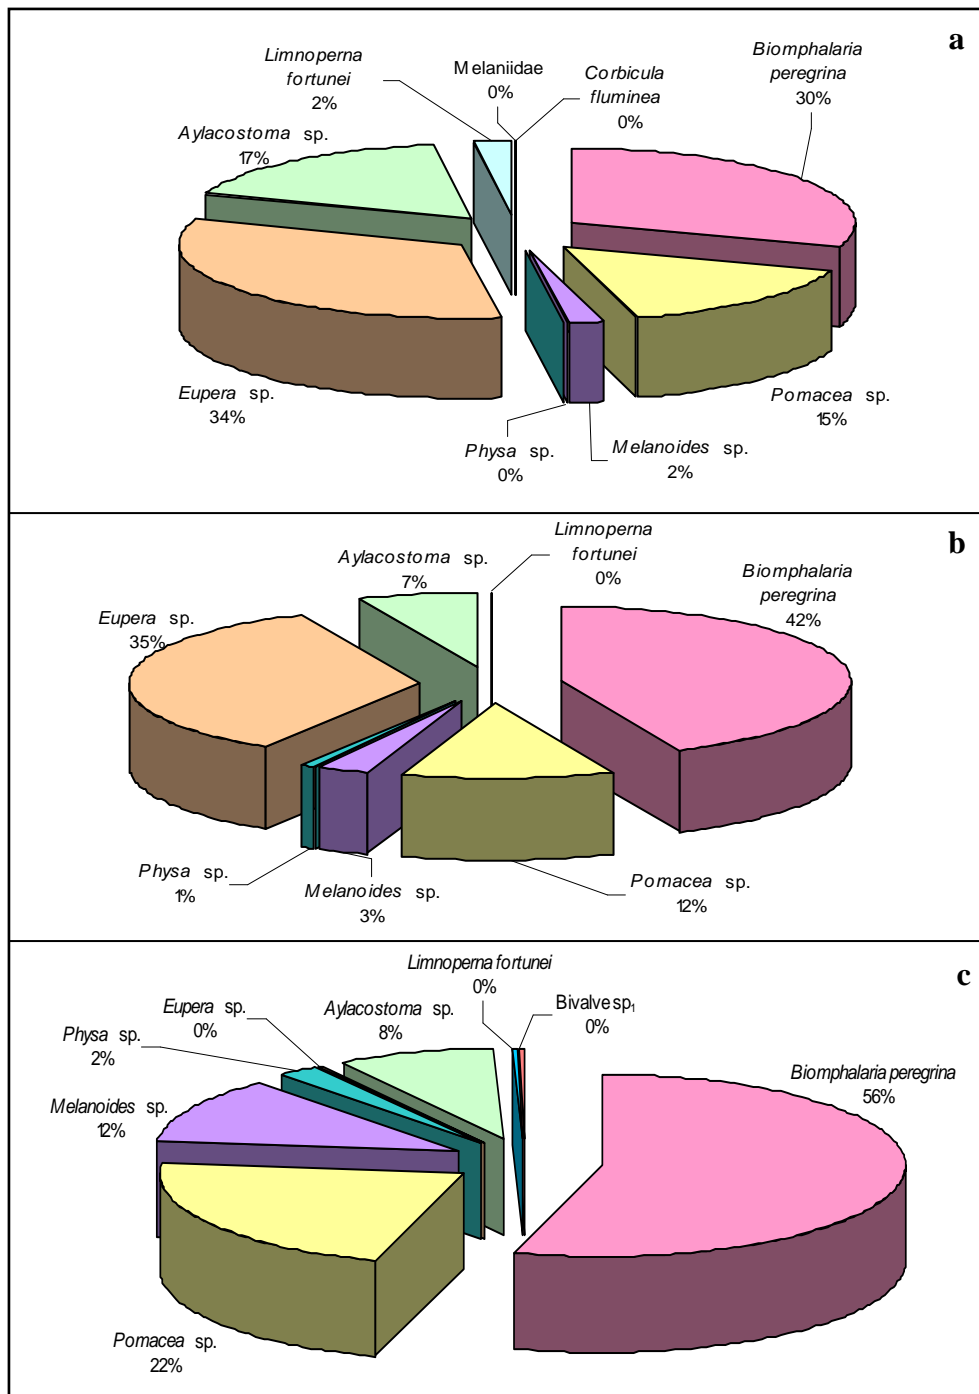 a
Limnoperna
fortunei
2%
Melaniidae
0%
Corbicula
fluminea
0%
Biomphalaria
peregrina
30%
Aylacostoma sp.
17%
Eupera sp.
34%
Physa sp.
0%
Melanoides sp.
2%
Pomacea sp.
15%
b
Limnoperna
fortunei
0%
Aylacostoma sp.
7%
Biomphalaria
peregrina
42%
Eupera sp.
35%
Physa sp.
1%
Melanoides sp.
3%
Pomacea sp.
12%
c
Limnoperna fortunei
0%
Bivalve sp₁
0%
Eupera sp.
0%
Aylacostoma sp.
8%
Physa sp.
2%
Biomphalaria peregrina
56%
Melanoides sp.
12%
Pomacea sp.
22%